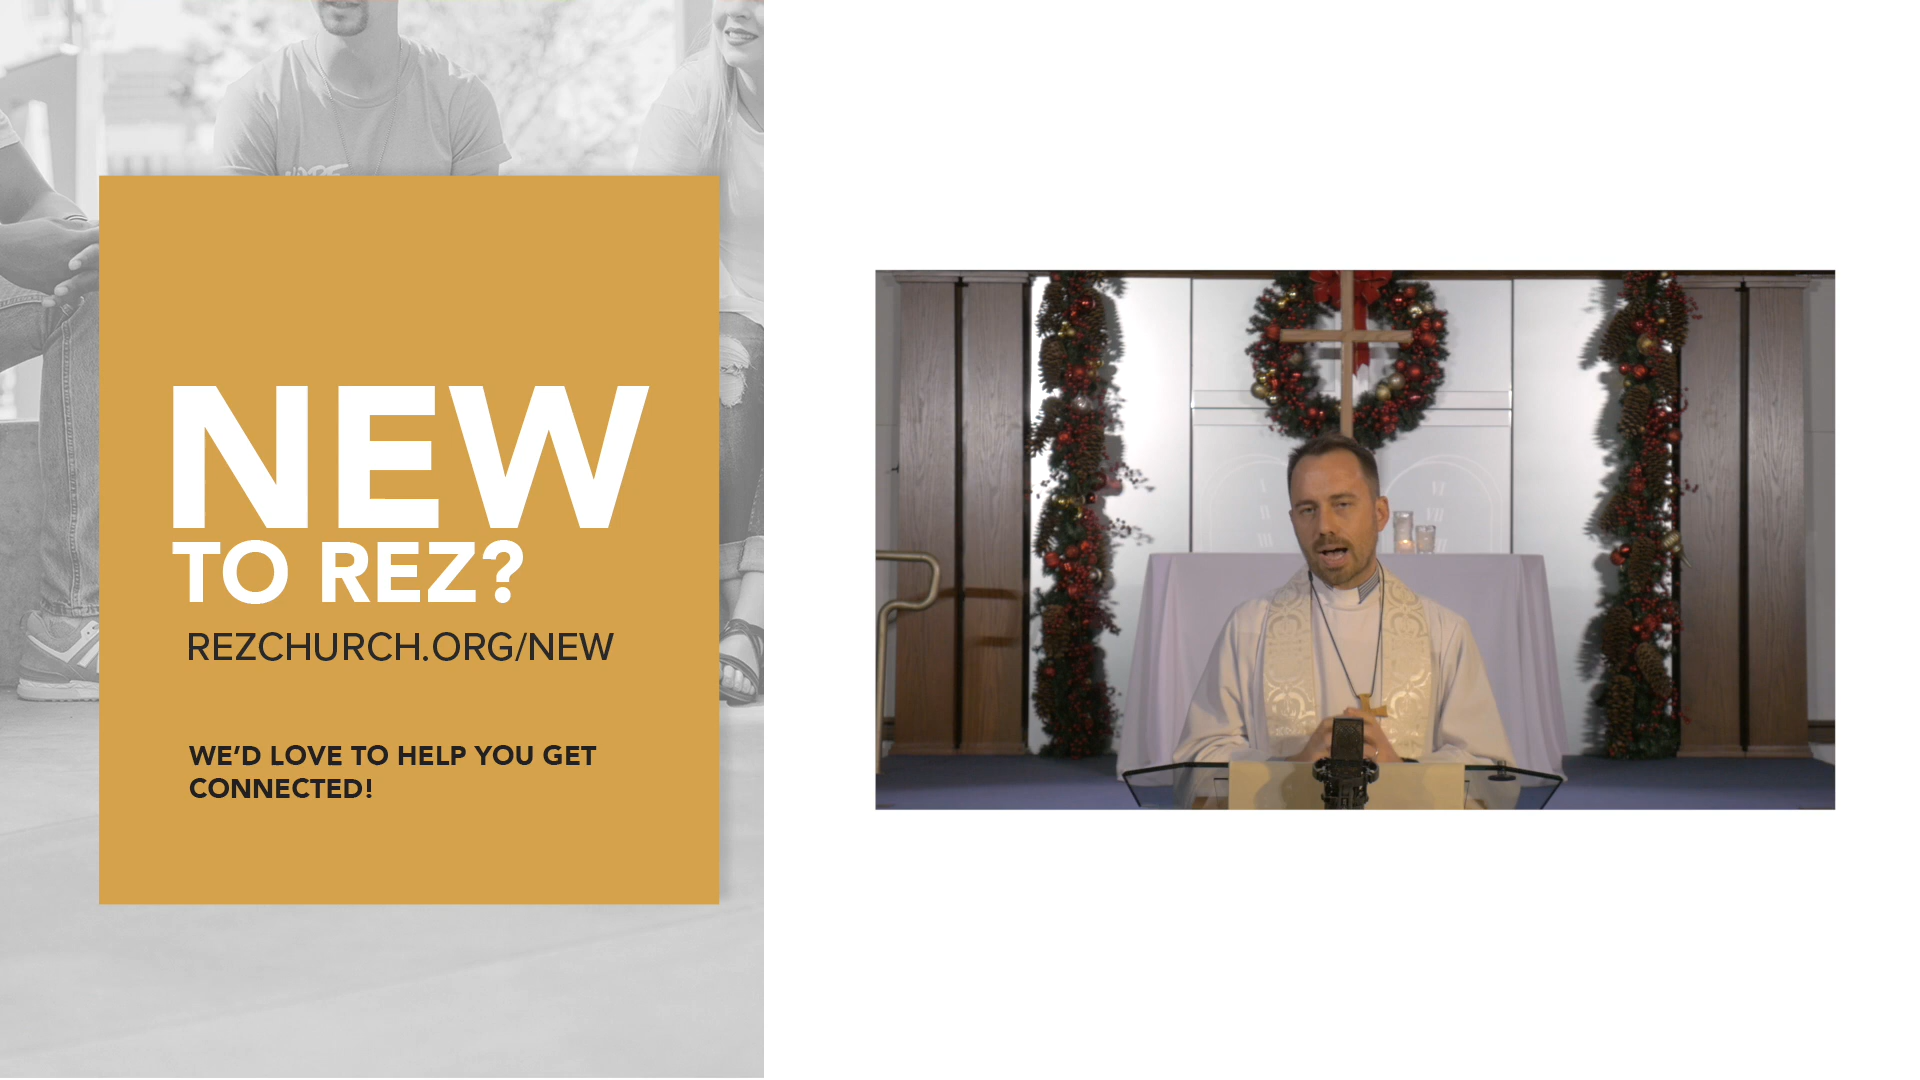 NEW
TO REZ?
REZCHURCH.ORG/NEW
WE'D LOVE TO HELP YOU GET
CONNECTED!